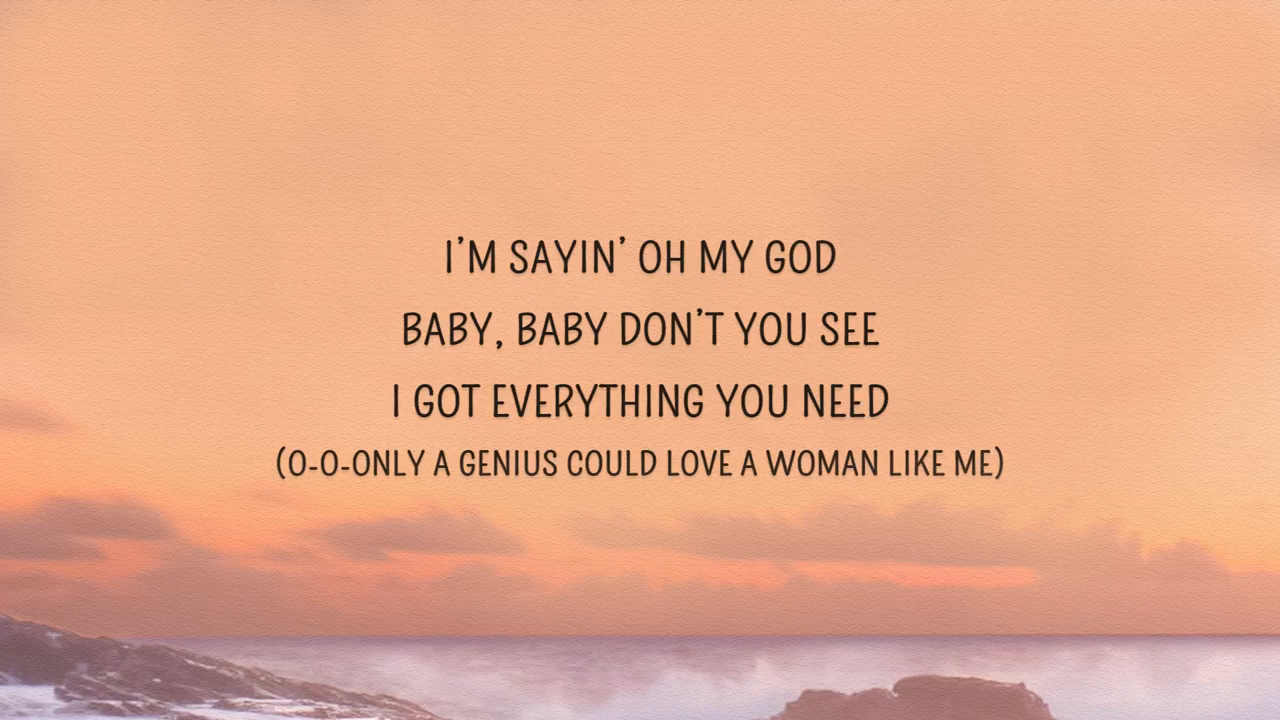 I'M SAYIN' OH MY GOD
BABY, BABY DON'T YOU SEE
I GOT EVERYTHING YOU NEED
(O-O-ONLY A GENIUS COULD LOVE A WOMAN LIKE ME)